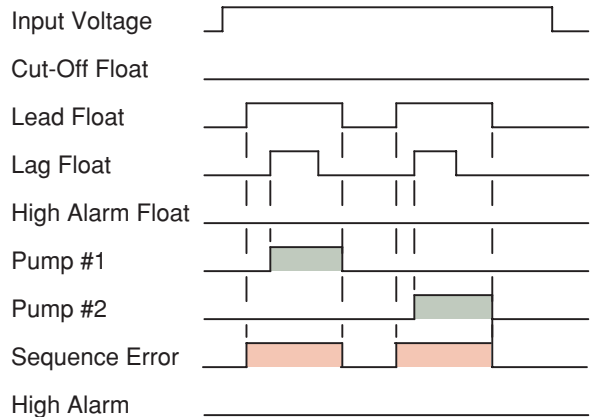 Input Voltage
Cut-Off Float
Lead Float
Lag Float
High Alarm Float
Pump #1
Pump #2
Sequence Error
High Alarm